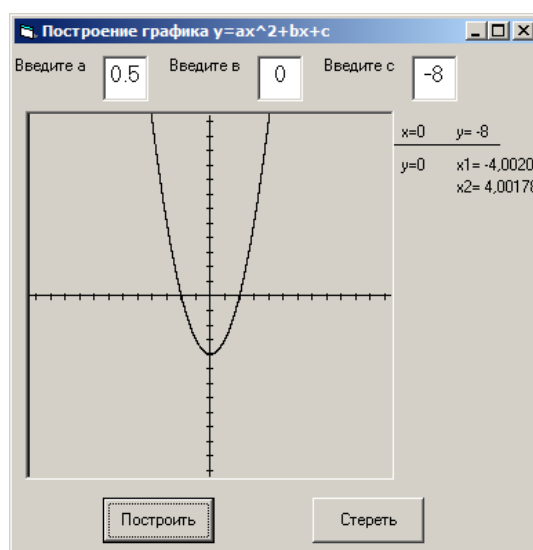 Построение графика y=ax^2+bx+c
Введите а 0.5 Введите в 0 Введите с -8
x=0 y= -8
y=0 x1= -4,0020
x2= 4,00178
Построить Стереть